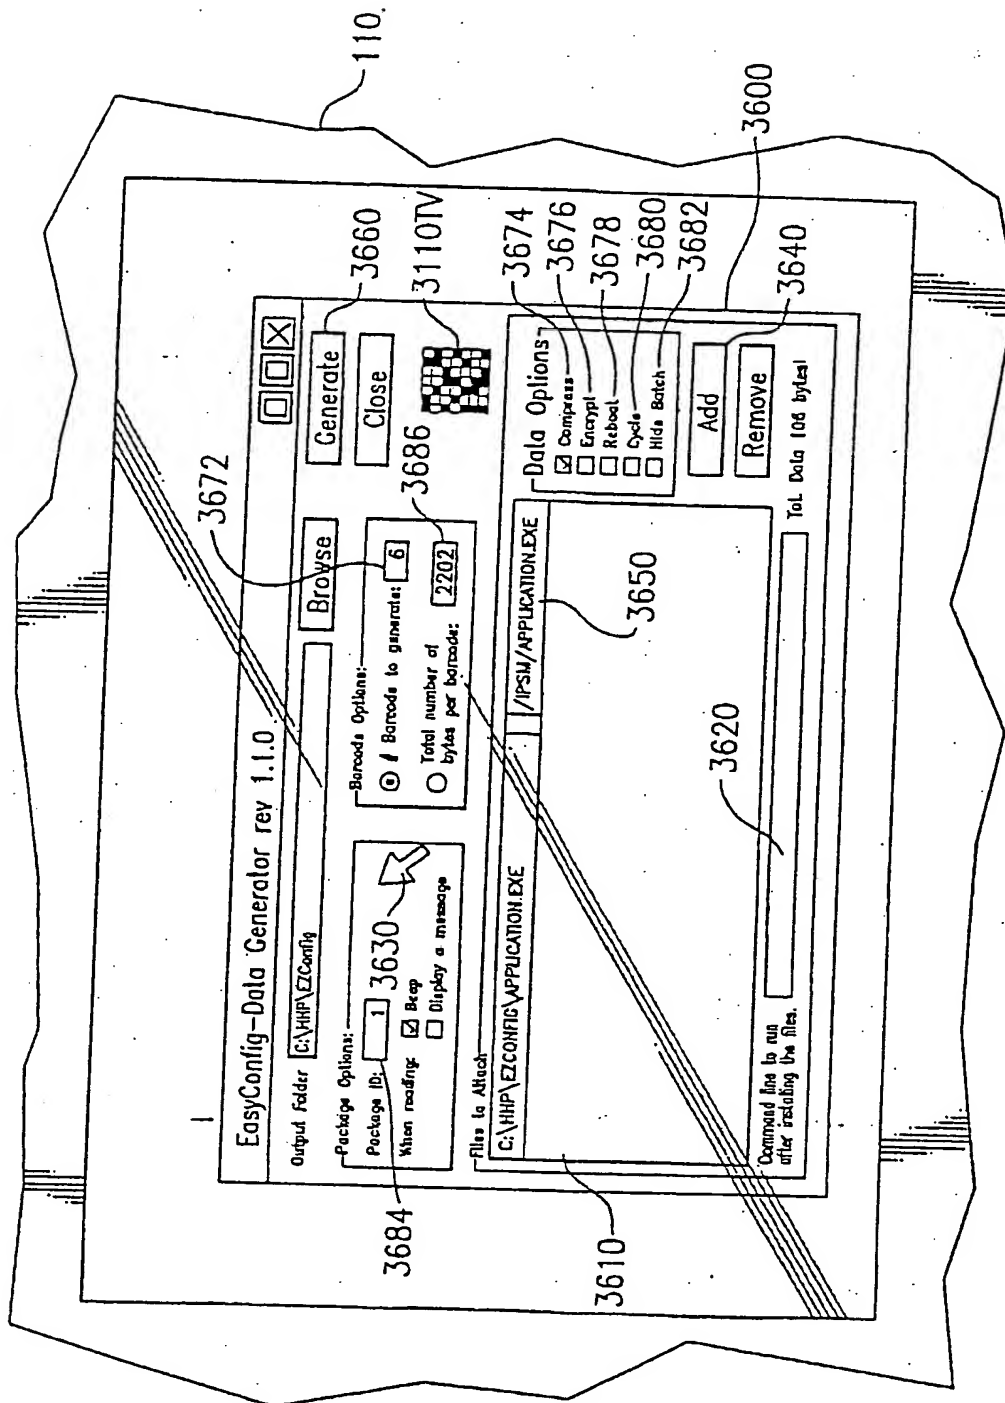 110
3600
EasyConfig-Data Generator rev 1.1.0
Output Folder C:\HHP\EZConfig Browse Generate
Close
3660
3672
3686
3110TV
Package Options:
Package ID: 1
When reading: Beep
Display a message
3630
3684
Barcode Options:
# Barcode to generate: 6
Total number of
bytes per barcode: 2202
Files to Attach
C:\HHP\EZCONFIG\APPLICATION.EXE /IPSM/APPLICATION.EXE
3610
3650
3620
Data Options
Compress
Encrypt
Reboot
Cycle
Hide Batch
3674
3676
3678
3680
3682
3640
Add
Remove
Command line to run
after installing the files.
Tot. Data (06 bytes)